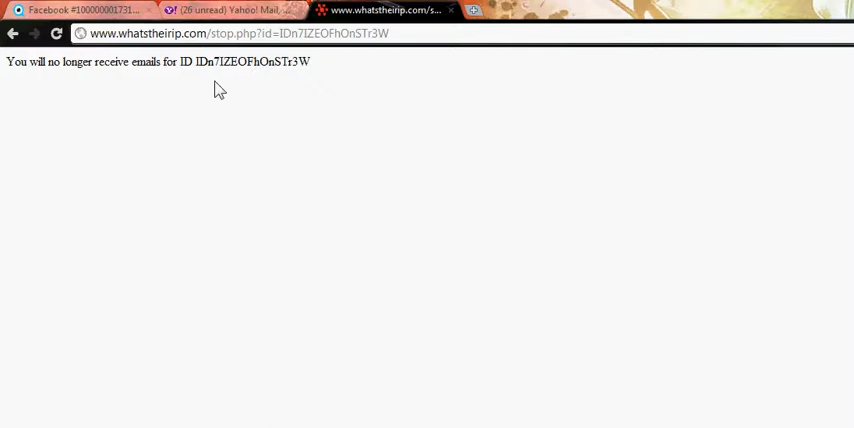 Facebook #100000001731...
(26 unread) Yahoo! Mail, ...
www.whatstheirip.com/s...
www.whatstheirip.com/stop.php?id=IDn7IZEOFhOnSTr3W
You will no longer receive emails for ID IDn7IZEOFhOnSTr3W